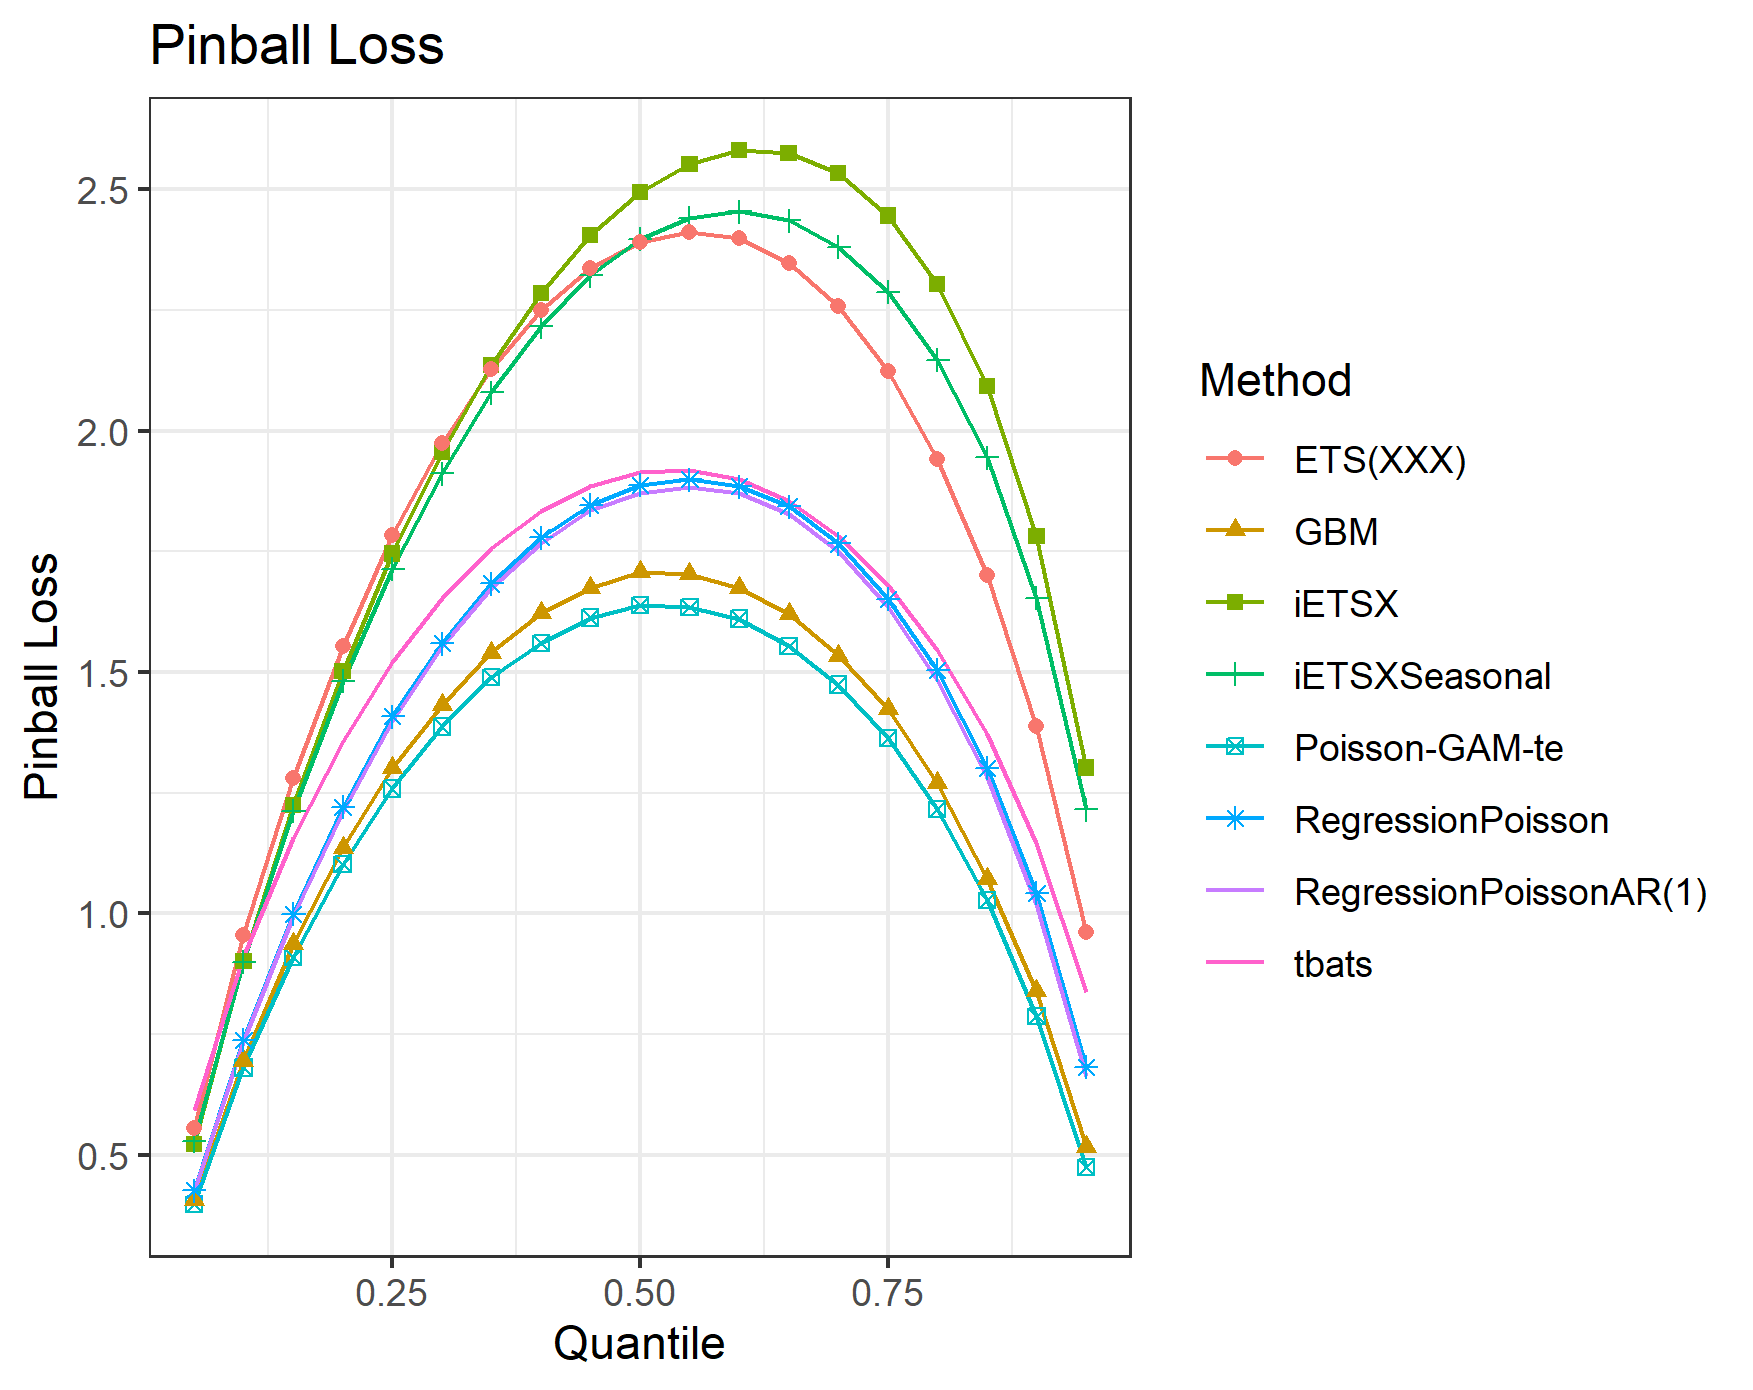 Pinball Loss
Pinball Loss
2.5
2.0
1.5
1.0
0.5
0.25 0.50 0.75
Quantile
Method
ETS(XXX)
GBM
iETSX
iETSXSeasonal
Poisson-GAM-te
RegressionPoisson
RegressionPoissonAR(1)
tbats